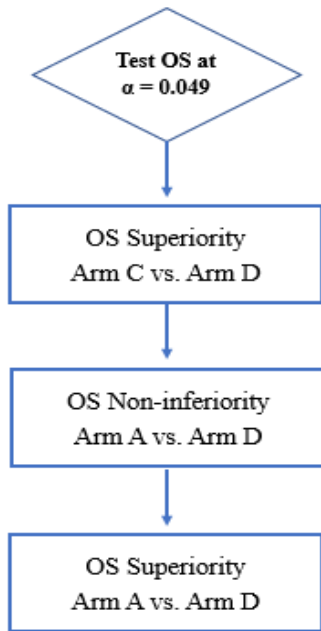 Test OS at
α = 0.049
OS Superiority
Arm C vs. Arm D
OS Non-inferiority
Arm A vs. Arm D
OS Superiority
Arm A vs. Arm D